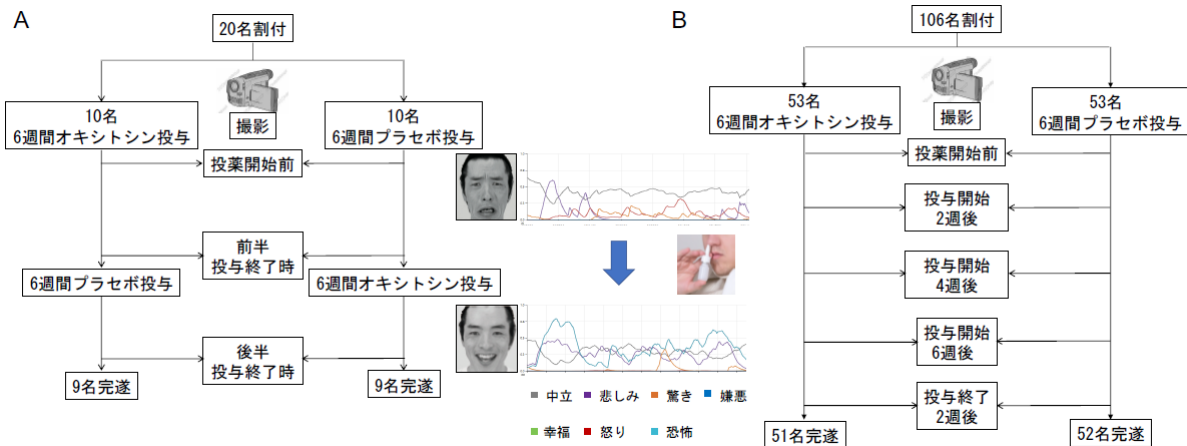 A
20名割付
撮影
10名
6週間オキシトシン投与
10名
6週間プラセボ投与
投薬開始前
前半
投与終了時
6週間プラセボ投与
6週間オキシトシン投与
後半
投与終了時
9名完遂
9名完遂
中立
悲しみ
驚き
嫌悪
幸福
怒り
恐怖
B
106名割付
撮影
53名
6週間オキシトシン投与
53名
6週間プラセボ投与
投薬開始前
投与開始
2週後
投与開始
4週後
投与開始
6週後
投与終了
2週後
51名完遂
52名完遂